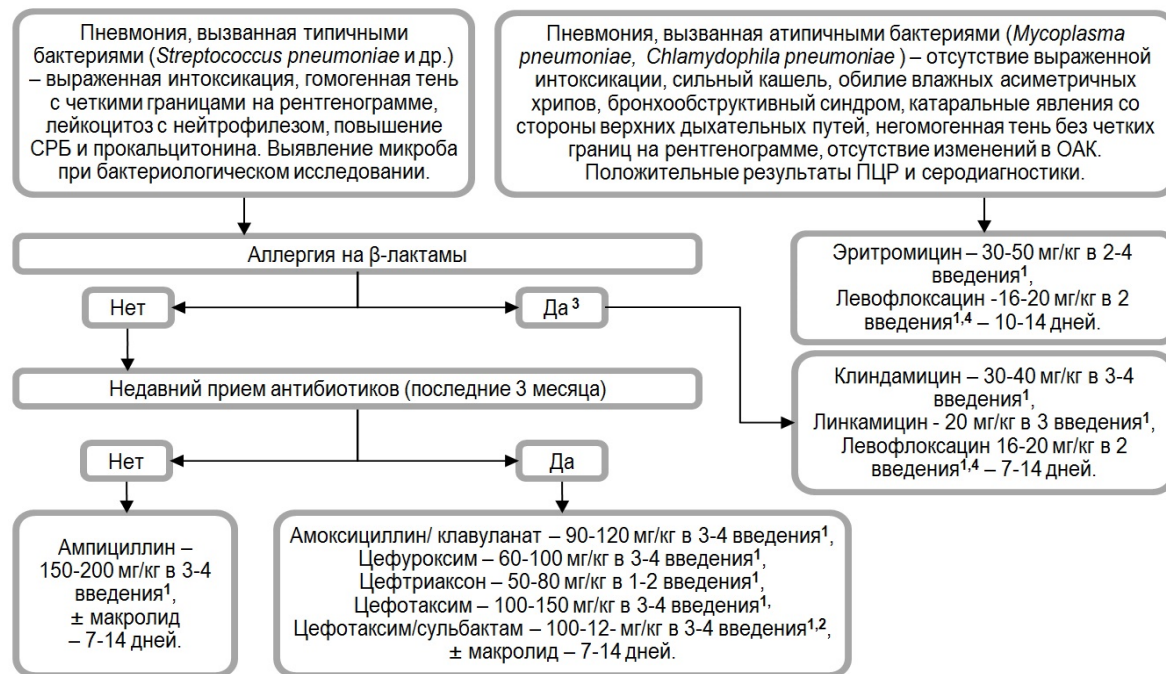 Пневмония, вызванная типичными
бактериями (Streptococcus pneumoniae и др.)
– выраженная интоксикация, гомогенная тень
с четкими границами на рентгенограмме,
лейкоцитоз с нейтрофилезом, повышение
СРБ и прокальцитонина. Выявление микроба
при бактериологическом исследовании.
Пневмония, вызванная атипичными бактериями (Mycoplasma
pneumoniae, Chlamydophila pneumoniae ) – отсутствие выраженной
интоксикации, сильный кашель, обилие влажных асиметричных
хрипов, бронхообструктивный синдром, катаральные явления со
стороны верхних дыхательных путей, негомогенная тень без четких
границ на рентгенограмме, отсутствие изменений в ОАК.
Положительные результаты ПЦР и серодиагностики.
Аллергия на β-лактамы
Нет
Да³
Эритромицин – 30-50 мг/кг в 2-4
введения¹,
Левофлоксацин -16-20 мг/кг в 2
введения¹,⁴ – 10-14 дней.
Недавний прием антибиотиков (последние 3 месяца)
Клиндамицин – 30-40 мг/кг в 3-4
введения¹,
Линкамицин - 20 мг/кг в 3 введения¹,
Левофлоксацин 16-20 мг/кг в 2
введения¹,⁴ – 7-14 дней.
Нет
Да
Ампициллин –
150-200 мг/кг в 3-4
введения¹,
± макролид
– 7-14 дней.
Амоксициллин/ клавуланат – 90-120 мг/кг в 3-4 введения¹,
Цефуроксим – 60-100 мг/кг в 3-4 введения¹,
Цефтриаксон – 50-80 мг/кг в 1-2 введения¹,
Цефотаксим – 100-150 мг/кг в 3-4 введения¹,
Цефотаксим/сульбактам – 100-12- мг/кг в 3-4 введения¹,²,
± макролид – 7-14 дней.